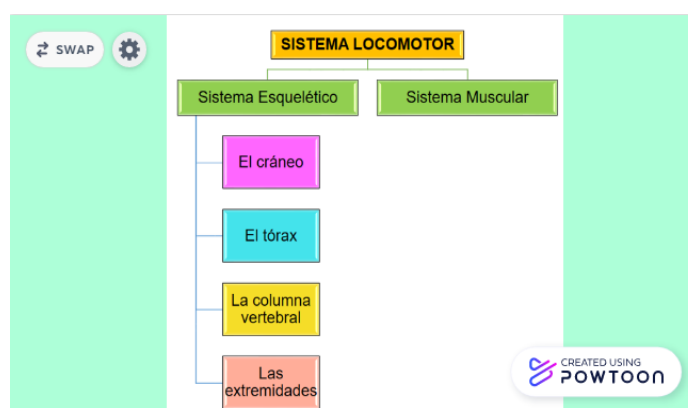 SWAP
SISTEMA LOCOMOTOR
Sistema Esquelético
Sistema Muscular
El cráneo
El tórax
La columna
vertebral
Las
extremidades
CREATED USING
POWTOON